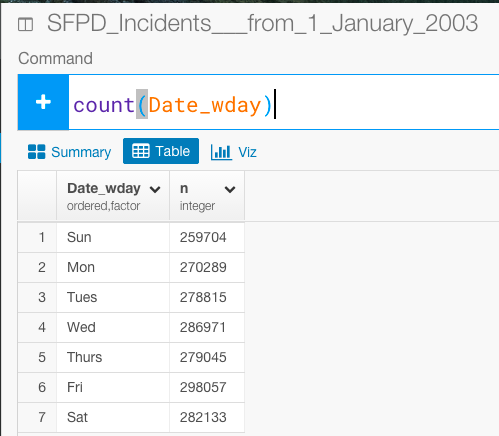 SFPD_Incidents___from_1_January_2003
Command
+ count(Date_wday)
Summary Table Viz
Date_wday n
ordered,factor integer
1 Sun 259704
2 Mon 270289
3 Tues 278815
4 Wed 286971
5 Thurs 279045
6 Fri 298057
7 Sat 282133